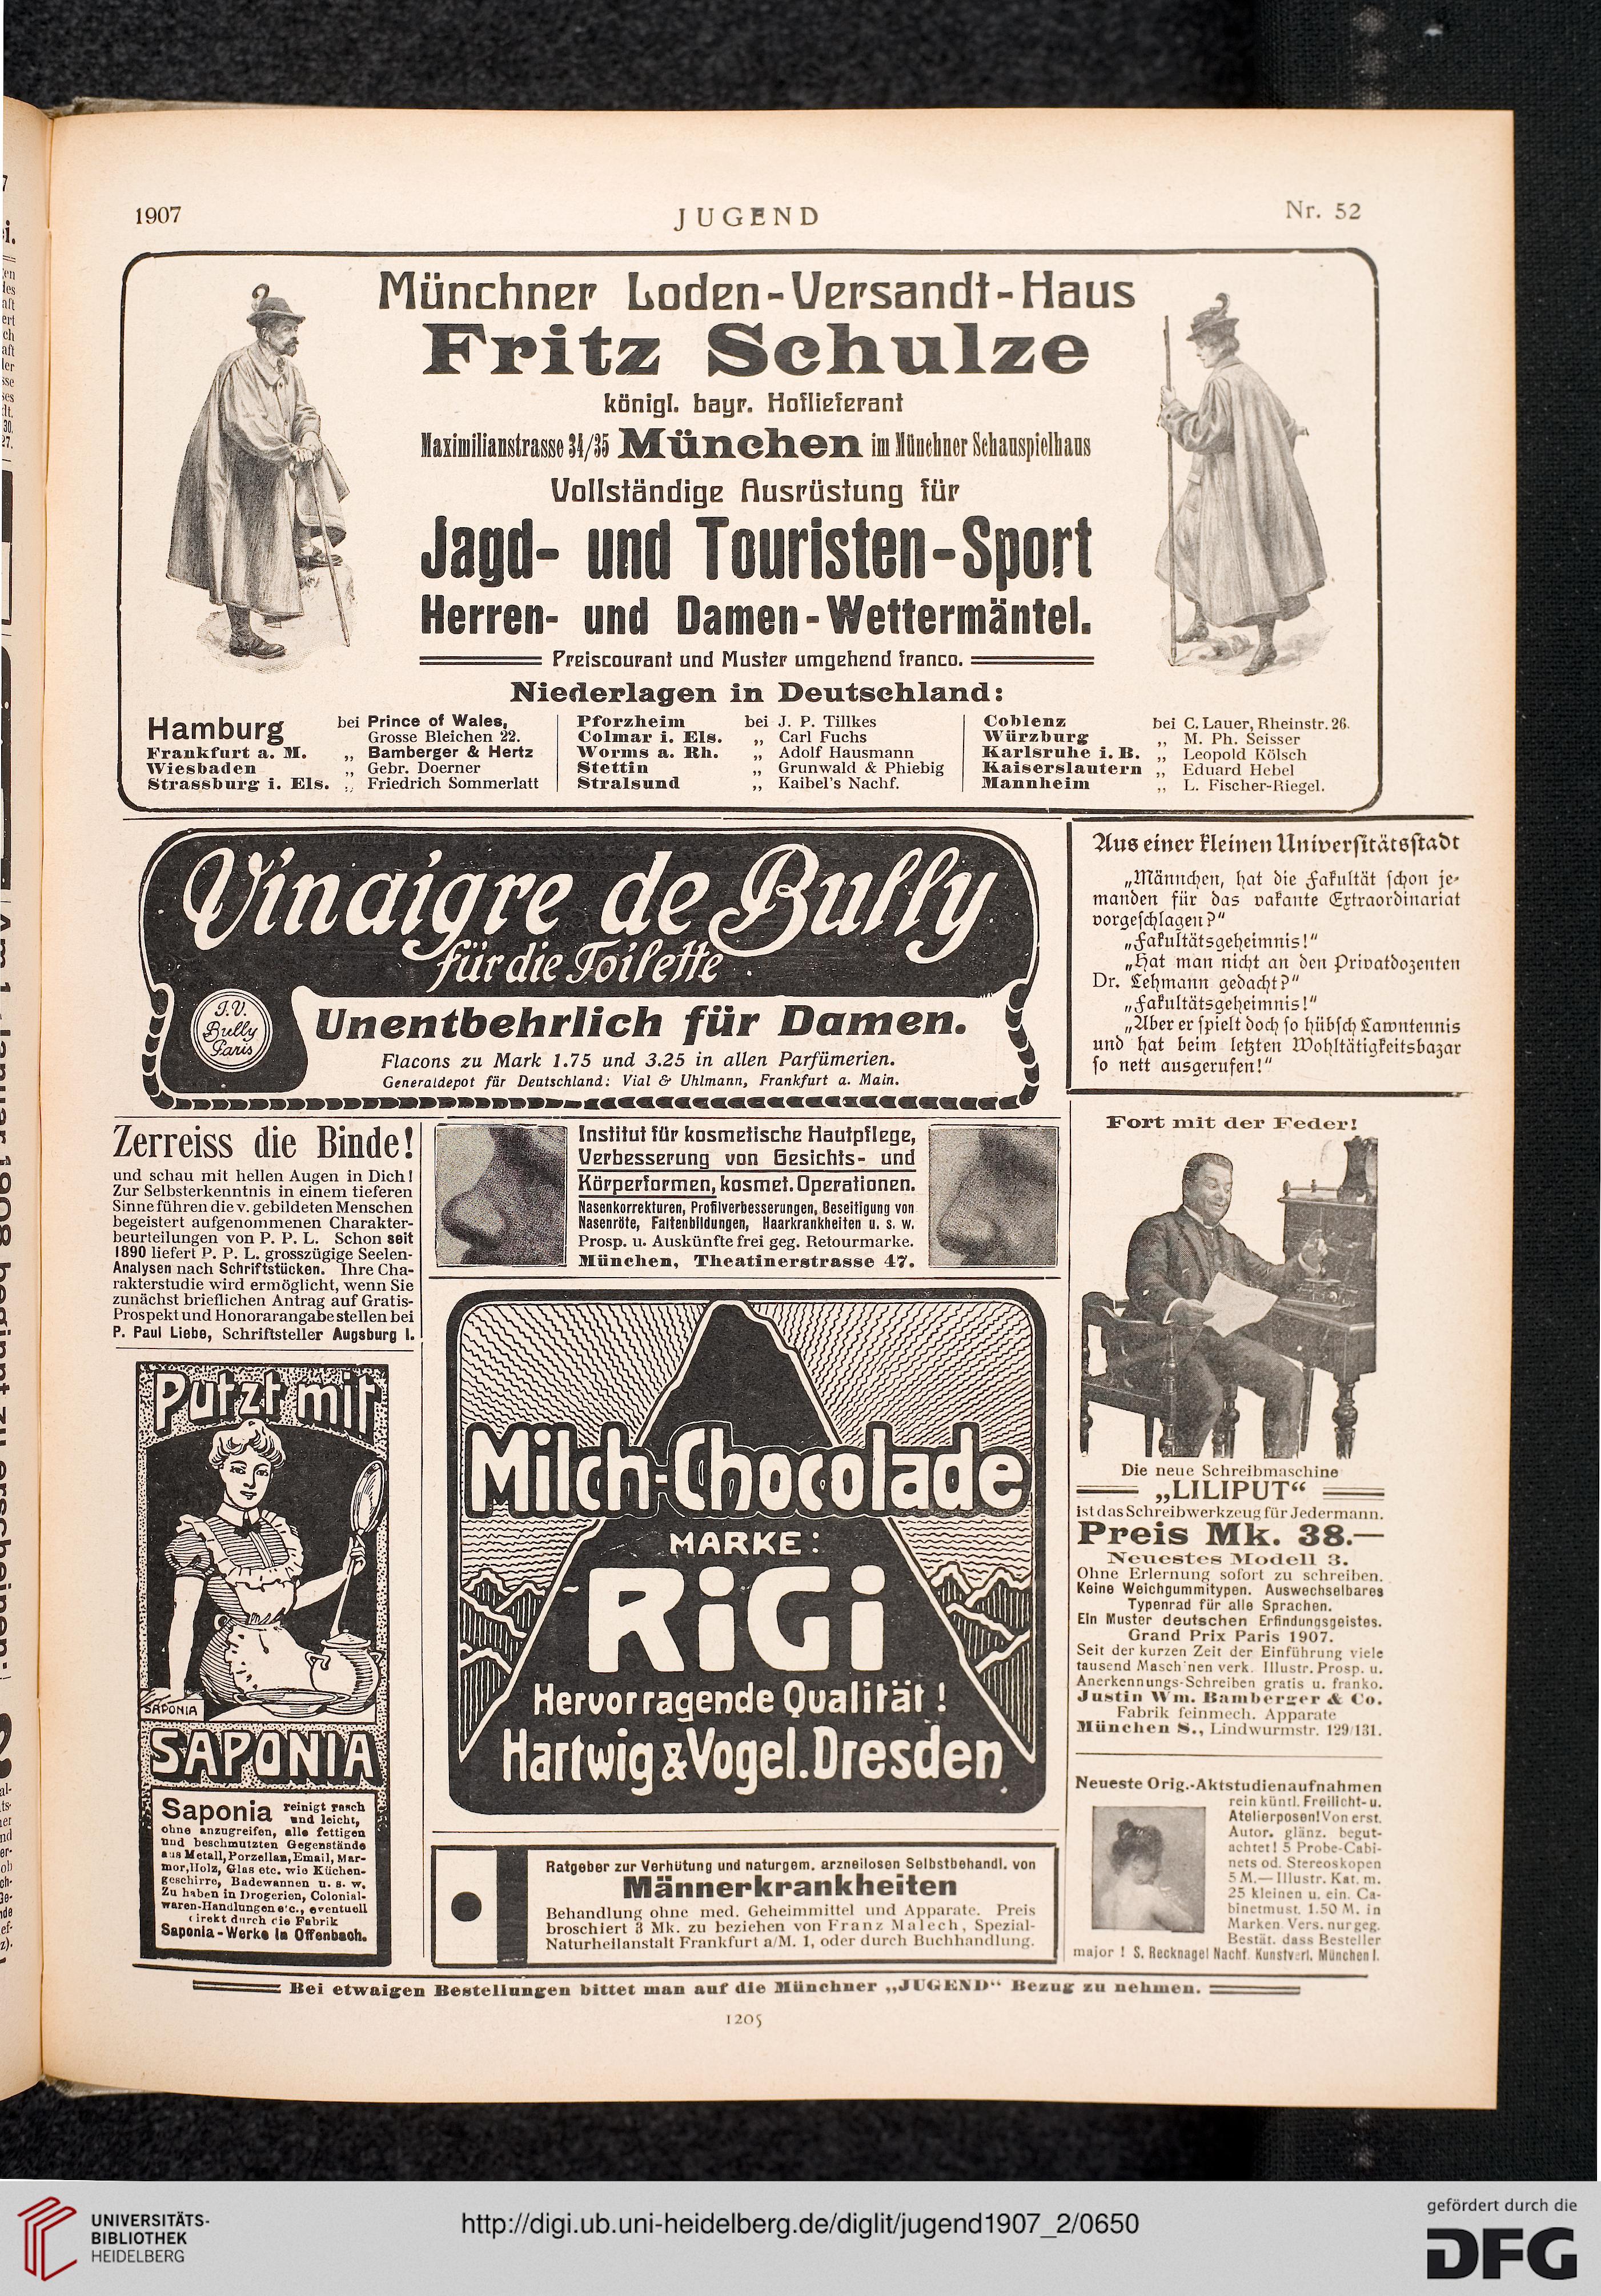 1907
JUGEND
Nr. 52
Münchner Loden-Versandt-Haus
Fritz Schulze
königl. bayr. Hoflieferant
Maximilianstrasse 34/35 München im Münchner Schauspielhaus
Vollständige Ausrüstung für
Jagd- und Touristen-Sport
Herren- und Damen-Wettermäntel.
Preiscourant und Muster umgehend franco.
Niederlagen in Deutschland:
Hamburg bei Prince of Wales,
Grosse Bleichen 22.
Frankfurt a. M. „ Bamberger & Hertz
Wiesbaden „ Gebr. Doerner
Strassburg i. Els. „ Friedrich Sommerlatt
Pforzheim bei J. P. Tillkes
Colmar i. Els. „ Carl Fuchs
Worms a. Rh. „ Adolf Hausmann
Stettin „ Grunwald & Phiebig
Stralsund „ Kaibel's Nachf.
Coblenz bei C. Lauer, Rheinstr. 26.
Würzburg „ M. Ph. Seisser
Karlsruhe i. B. „ Leopold Kölsch
Kaiserslautern „ Eduard Hebel
Mannheim „ L. Fischer-Riegel.
Vinaigre de Bully
für die Toilette
J.V.
Bully
Paris
Unentbehrlich für Damen.
Flacons zu Mark 1.75 und 3.25 in allen Parfümerien.
Generaldepot für Deutschland: Vial & Uhlmann, Frankfurt a. Main.
Aus einer kleinen Universitätsstadt
„Männchen, hat die Fakultät schon je-
manden für das vakante Extraordinariat
vorgeschlagen?"
„Fakultätsgeheimnis!"
„Hat man nicht an den Privatdozenten
Dr. Lehmann gedacht?"
„Fakultätsgeheimnis!"
„Aber er spielt doch so hübsch Lawntennis
und hat beim letzten Wohltätigkeitsbazar
so nett ausgerufen!"
Zerreiss die Binde!
und schau mit hellen Augen in Dich!
Zur Selbsterkenntnis in einem tieferen
Sinne führen die v. gebildeten Menschen
begeistert aufgenommenen Charakter-
beurteilungen von P. P. L. Schon seit
1890 liefert P. P. L. grosszügige Seelen-
Analysen nach Schriftstücken. Ihre Cha-
rakterstudie wird ermöglicht, wenn Sie
zunächst brieflichen Antrag auf Gratis-
Prospekt und Honorarangabe stellen bei
P. Paul Liebe, Schriftsteller Augsburg I.
Institut für kosmetische Hautpflege,
Verbesserung von Gesichts- und
Körperformen, kosmet. Operationen.
Nasenkorrekturen, Profilverbesserungen, Beseitigung von
Nasenröte, Faltenbildungen, Haarkrankheiten u. s. w.
Prosp. u. Auskünfte frei geg. Retourmarke.
München, Theatinerstrasse 47.
Putzt mit
SAPONIA
SAPONIA
Saponia reinigt rasch
und leicht,
ohne anzugreifen, alle fettigen
und beschmutzten Gegenstände
aus Metall, Porzellan, Email, Mar-
mor, Holz, Glas etc. wie Küchen-
geschirre, Badewannen u. s. w.
Zu haben in Drogerien, Colonial-
waren-Handlungen etc., eventuell
direkt durch die Fabrik
Saponia-Werke in Offenbach.
Milch-Chocolade
MARKE:
RiGi
Hervorragende Qualität!
Hartwig & Vogel. Dresden
Ratgeber zur Verhütung und naturgem. arzneilosen Selbstbehandl. von
Männerkrankheiten
Behandlung ohne med. Geheimmittel und Apparate. Preis
broschiert 3 Mk. zu beziehen von Franz Malech, Spezial-
Naturheilanstalt Frankfurt a/M. 1, oder durch Buchhandlung.
Fort mit der Feder!
Die neue Schreibmaschine
„LILIPUT“
ist das Schreibwerkzeug für Jedermann.
Preis Mk. 38.—
Neuestes Modell 3.
Ohne Erlernung sofort zu schreiben.
Keine Weichgummitypen. Auswechselbares
Typenrad für alle Sprachen.
Ein Muster deutschen Erfindungsgeistes.
Grand Prix Paris 1907.
Seit der kurzen Zeit der Einführung viele
tausend Maschinen verk. Illustr. Prosp. u.
Anerkennungs-Schreiben gratis u. franko.
Justin Wm. Bamberger & Co.
Fabrik feinmech. Apparate
München S., Lindwurmstr. 129/131.
Neueste Orig.-Aktstudienaufnahmen
rein küntl. Freilicht- u.
Atelierposen! Von erst.
Autor. glänz. begut-
achtet! 5 Probe-Cabi-
nets od. Stereoskopen
5 M.— Illustr. Kat. m.
25 kleinen u. ein. Ca-
binetmust. 1.50 M. in
Marken. Vers. nur geg.
Bestät. dass Besteller
major! S. Recknagel Nachf. Kunstverl. München I.
Bei etwaigen Bestellungen bittet man auf die Münchner „JUGEND“ Bezug zu nehmen.
1205
UNIVERSITÄTS-
BIBLIOTHEK
HEIDELBERG
http://digi.ub.uni-heidelberg.de/diglit/jugend1907_2/0650
gefördert durch die
DFG